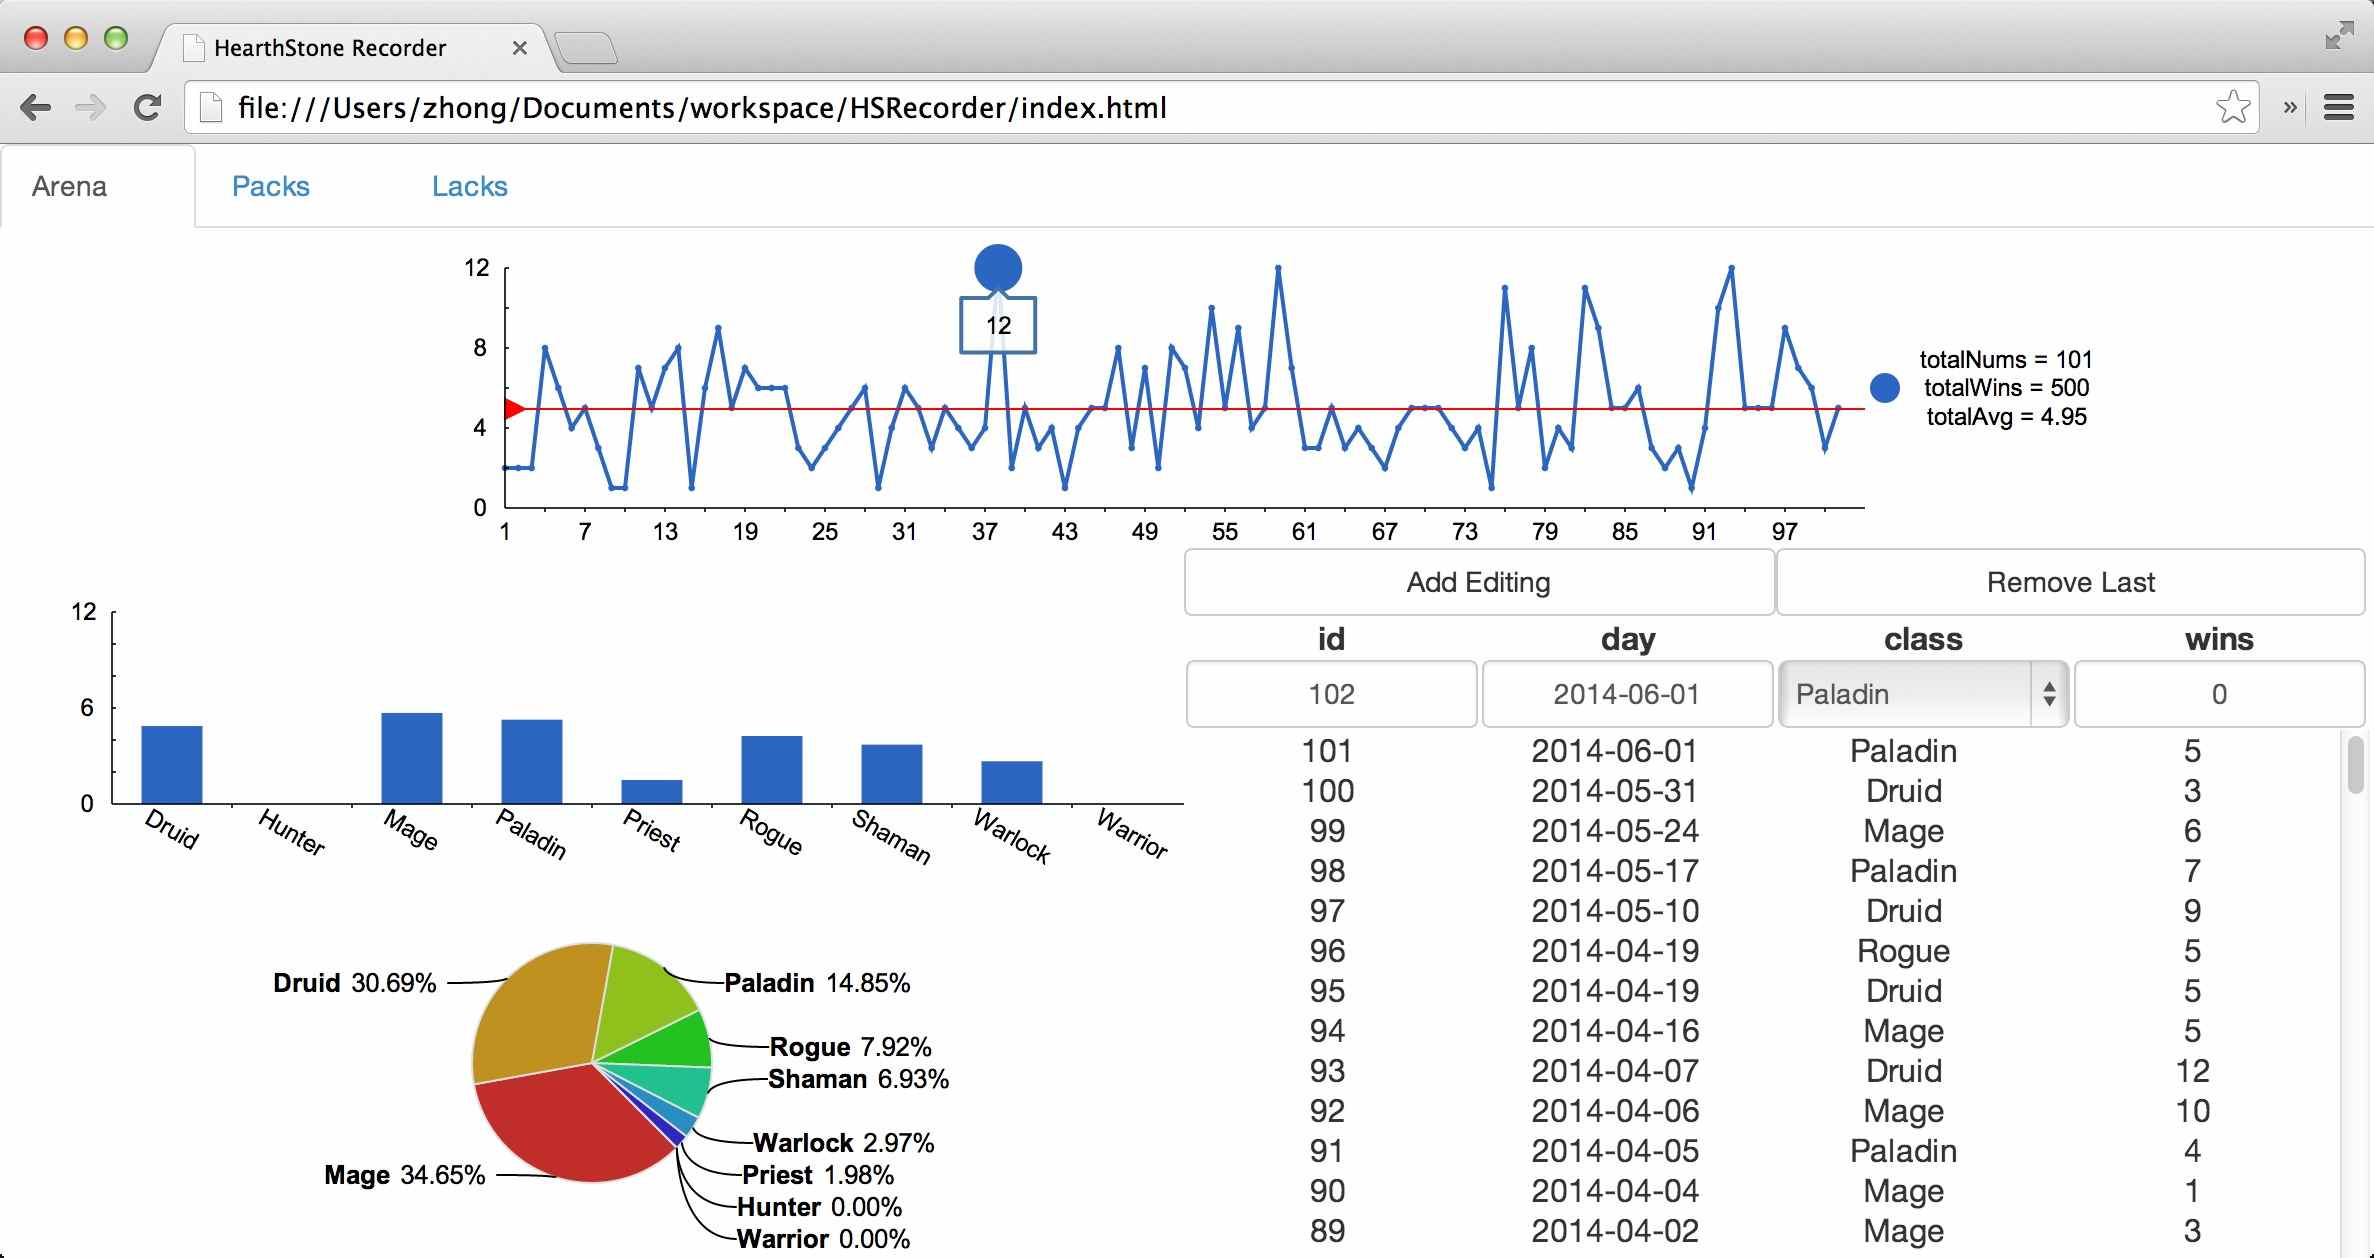 HearthStone Recorder
file:///Users/zhong/Documents/workspace/HSRecorder/index.html
Arena Packs Lacks
12
8
4
0
12
1 7 13 19 25 31 37 43 49 55 61 67 73 79 85 91 97
totalNums = 101
totalWins = 500
totalAvg = 4.95
12
6
0
Druid Hunter Mage Paladin Priest Rogue Shaman Warlock Warrior
Druid 30.69%
Paladin 14.85%
Rogue 7.92%
Shaman 6.93%
Warlock 2.97%
Mage 34.65%
Priest 1.98%
Hunter 0.00%
Warrior 0.00%
Add Editing Remove Last
id day class wins
102 2014-06-01 Paladin 0
101 2014-06-01 Paladin 5
100 2014-05-31 Druid 3
99 2014-05-24 Mage 6
98 2014-05-17 Paladin 7
97 2014-05-10 Druid 9
96 2014-04-19 Rogue 5
95 2014-04-19 Druid 5
94 2014-04-16 Mage 5
93 2014-04-07 Druid 12
92 2014-04-06 Mage 10
91 2014-04-05 Paladin 4
90 2014-04-04 Mage 1
89 2014-04-02 Mage 3